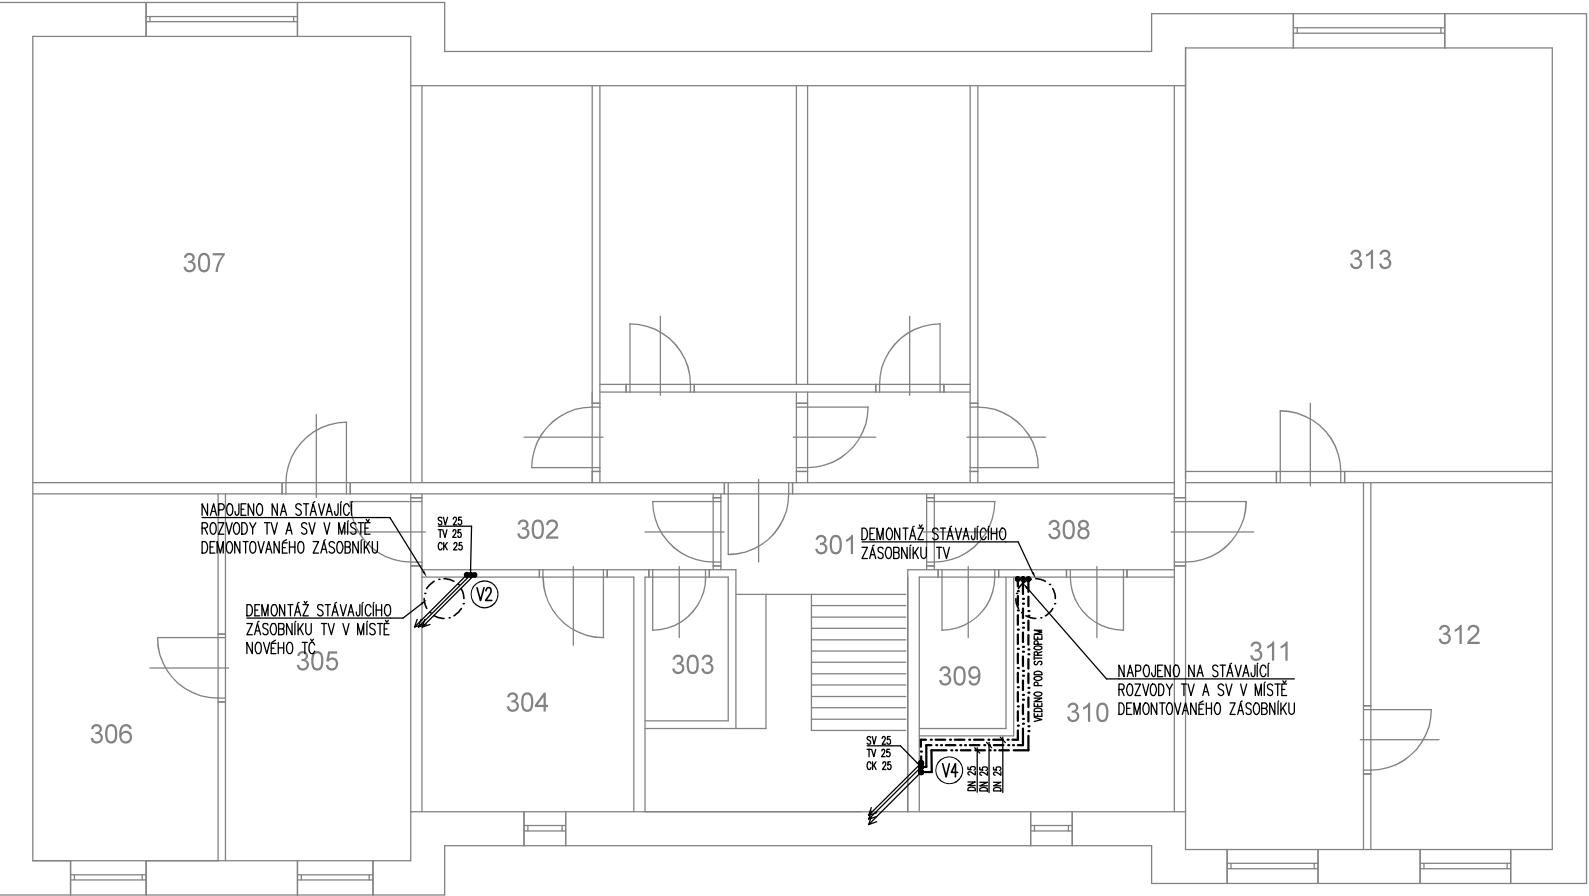 307
313
NAPOJENO NA STÁVAJÍCÍ
ROZVODY TV A SV V MÍSTĚ
DEMONTOVANÉHO ZÁSOBNÍKU
SV 25
TV 25
CK 25
302
301
DEMONTÁŽ STÁVAJÍCÍHO
ZÁSOBNÍKU TV
308
V2
DEMONTÁŽ STÁVAJÍCÍHO
ZÁSOBNÍKU TV V MÍSTĚ
NOVÉHO TČ
305
303
304
306
309
VEDENO POD STROPEM
310
311
312
NAPOJENO NA STÁVAJÍCÍ
ROZVODY TV A SV V MÍSTĚ
DEMONTOVANÉHO ZÁSOBNÍKU
SV 25
TV 25
CK 25
V4
DN 25
DN 25
DN 25